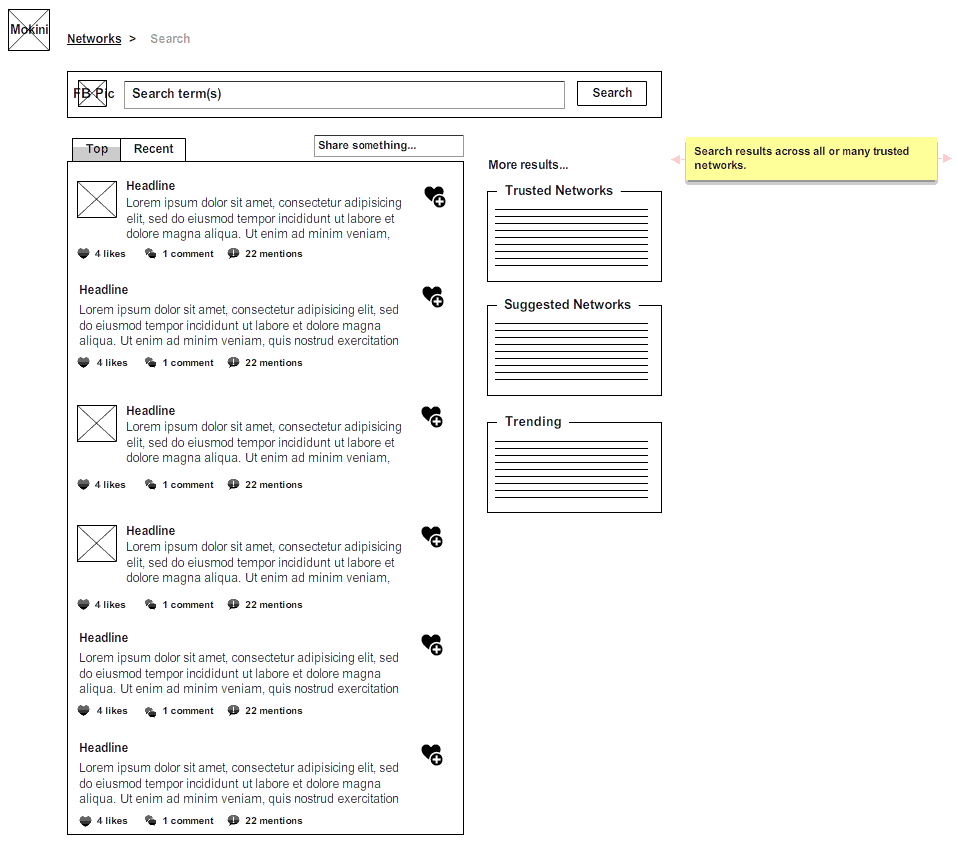 Mokini
Networks > Search
FB Pic
Search term(s)
Search
Top
Recent
Share something...
Headline
Lorem ipsum dolor sit amet, consectetur adipisicing
elit, sed do eiusmod tempor incididunt ut labore et
dolore magna aliqua. Ut enim ad minim veniam,
4 likes 1 comment 22 mentions
Headline
Lorem ipsum dolor sit amet, consectetur adipisicing elit, sed
do eiusmod tempor incididunt ut labore et dolore magna
aliqua. Ut enim ad minim veniam, quis nostrud exercitation
4 likes 1 comment 22 mentions
Headline
Lorem ipsum dolor sit amet, consectetur adipisicing
elit, sed do eiusmod tempor incididunt ut labore et
dolore magna aliqua. Ut enim ad minim veniam,
4 likes 1 comment 22 mentions
Headline
Lorem ipsum dolor sit amet, consectetur adipisicing
elit, sed do eiusmod tempor incididunt ut labore et
dolore magna aliqua. Ut enim ad minim veniam,
4 likes 1 comment 22 mentions
Headline
Lorem ipsum dolor sit amet, consectetur adipisicing elit, sed
do eiusmod tempor incididunt ut labore et dolore magna
aliqua. Ut enim ad minim veniam, quis nostrud exercitation
4 likes 1 comment 22 mentions
Headline
Lorem ipsum dolor sit amet, consectetur adipisicing elit, sed
do eiusmod tempor incididunt ut labore et dolore magna
aliqua. Ut enim ad minim veniam, quis nostrud exercitation
4 likes 1 comment 22 mentions
More results...
Trusted Networks
Suggested Networks
Trending
Search results across all or many trusted
networks.